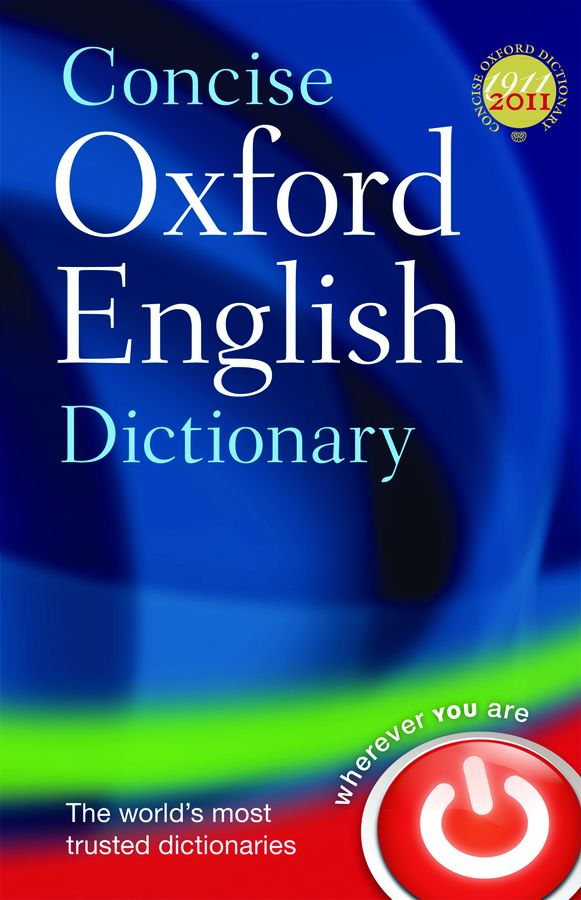 Concise
Oxford
English
Dictionary
CONCISE OXFORD DICTIONARY
1911
2011
wherever YOU are
The world's most
trusted dictionaries